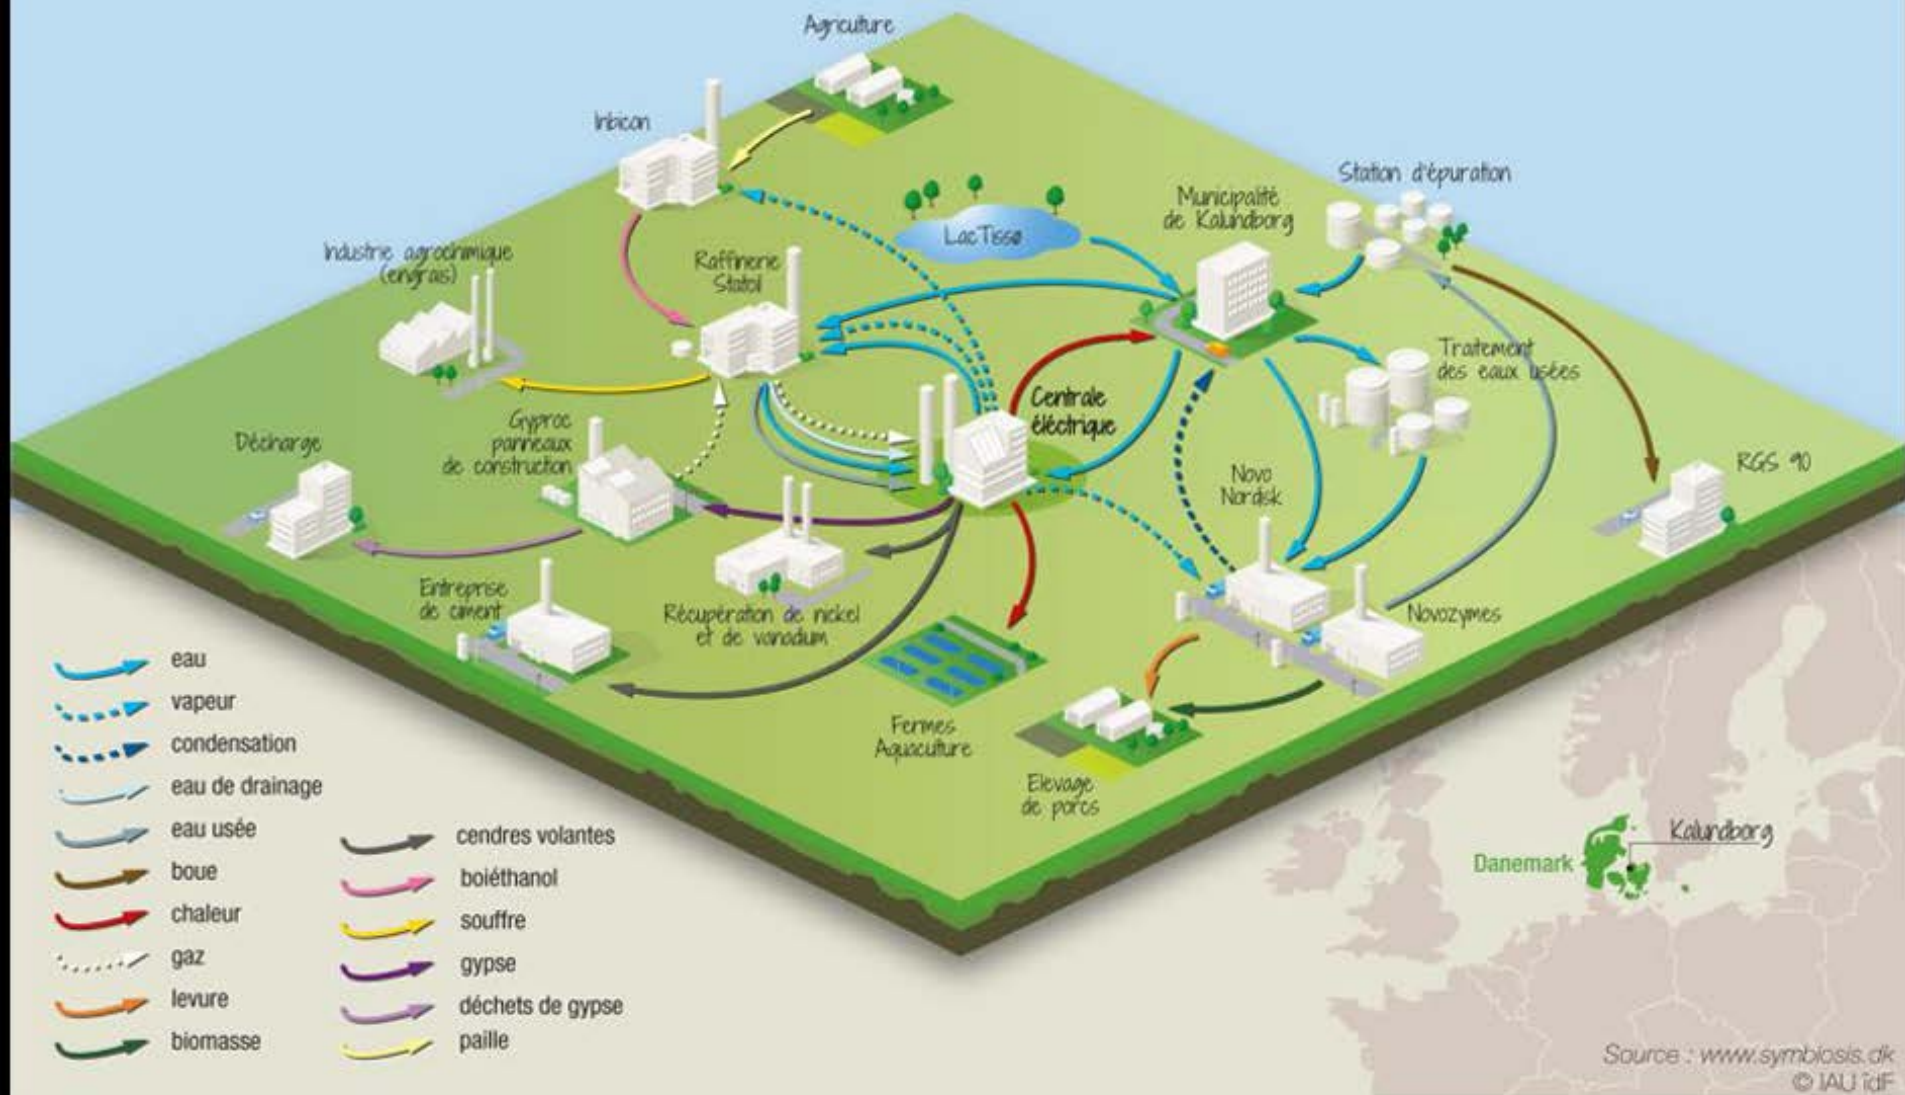 Agriculture
Inbicon
Station d'épuration
Municipalité
de Kalundborg
Lac Tissø
Industrie agrochimique
(engrais)
Raffinerie
Statoil
Traitement
des eaux usées
Centrale
éléctrique
Gyproc
panneaux
de construction
Décharge
RGS 90
Novo
Nordisk
Entreprise
de ciment
Récupération de nickel
et de vanadium
Novozymes
Fermes
Aquaculture
Elevage
de porcs
eau
vapeur
condensation
eau de drainage
eau usée
boue
chaleur
gaz
levure
biomasse
cendres volantes
boiéthanol
souffre
gypse
déchets de gypse
paille
Kalundborg
Danemark
Source : www.symbiosis.dk
© IAU îdF